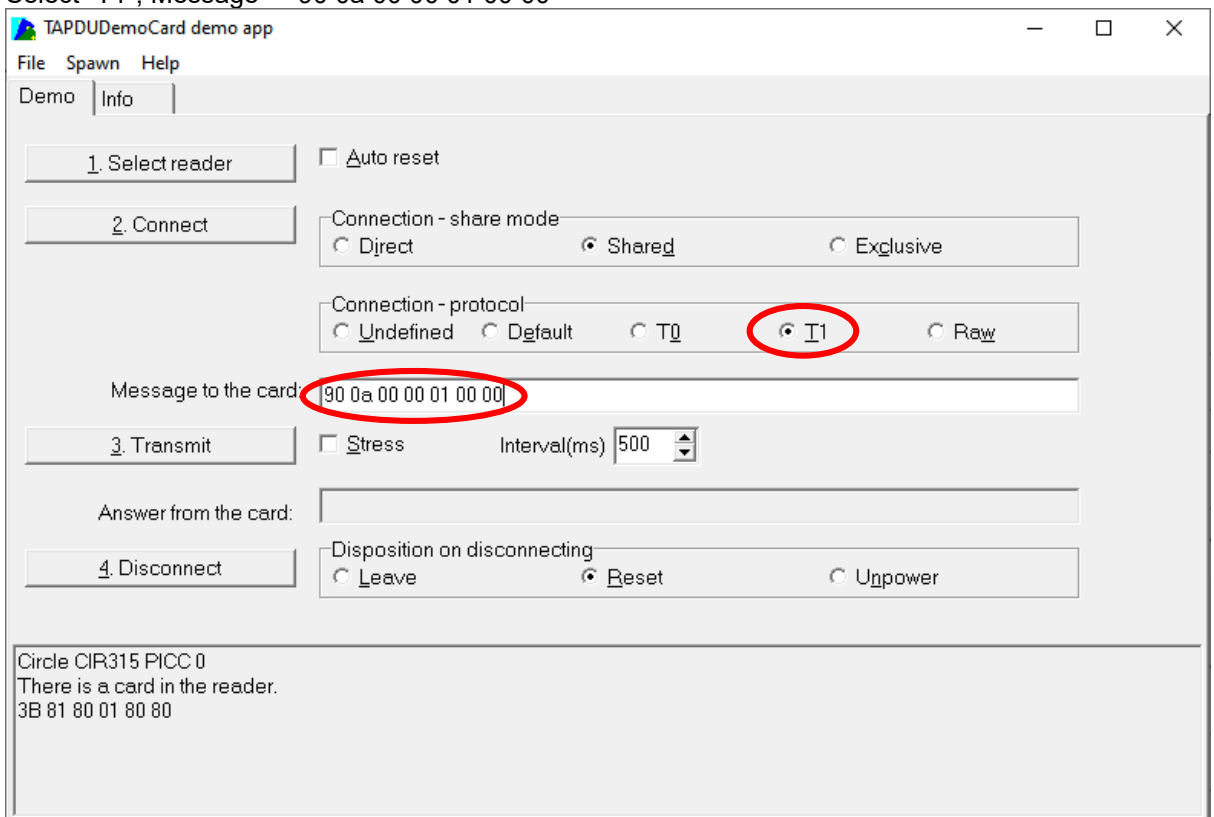 TAPDUDemoCard demo app
File Spawn Help
Demo Info
1. Select reader Auto reset
2. Connect Connection - share mode
Direct Shared Exclusive
Connection - protocol
Undefined Default T0 T1 Raw
Message to the card: 90 0a 00 00 01 00 00
3. Transmit Stress Interval(ms) 500
Answer from the card:
4. Disconnect Disposition on disconnecting
Leave Reset Unpower
Circle CIR315 PICC 0
There is a card in the reader.
3B 81 80 01 80 80